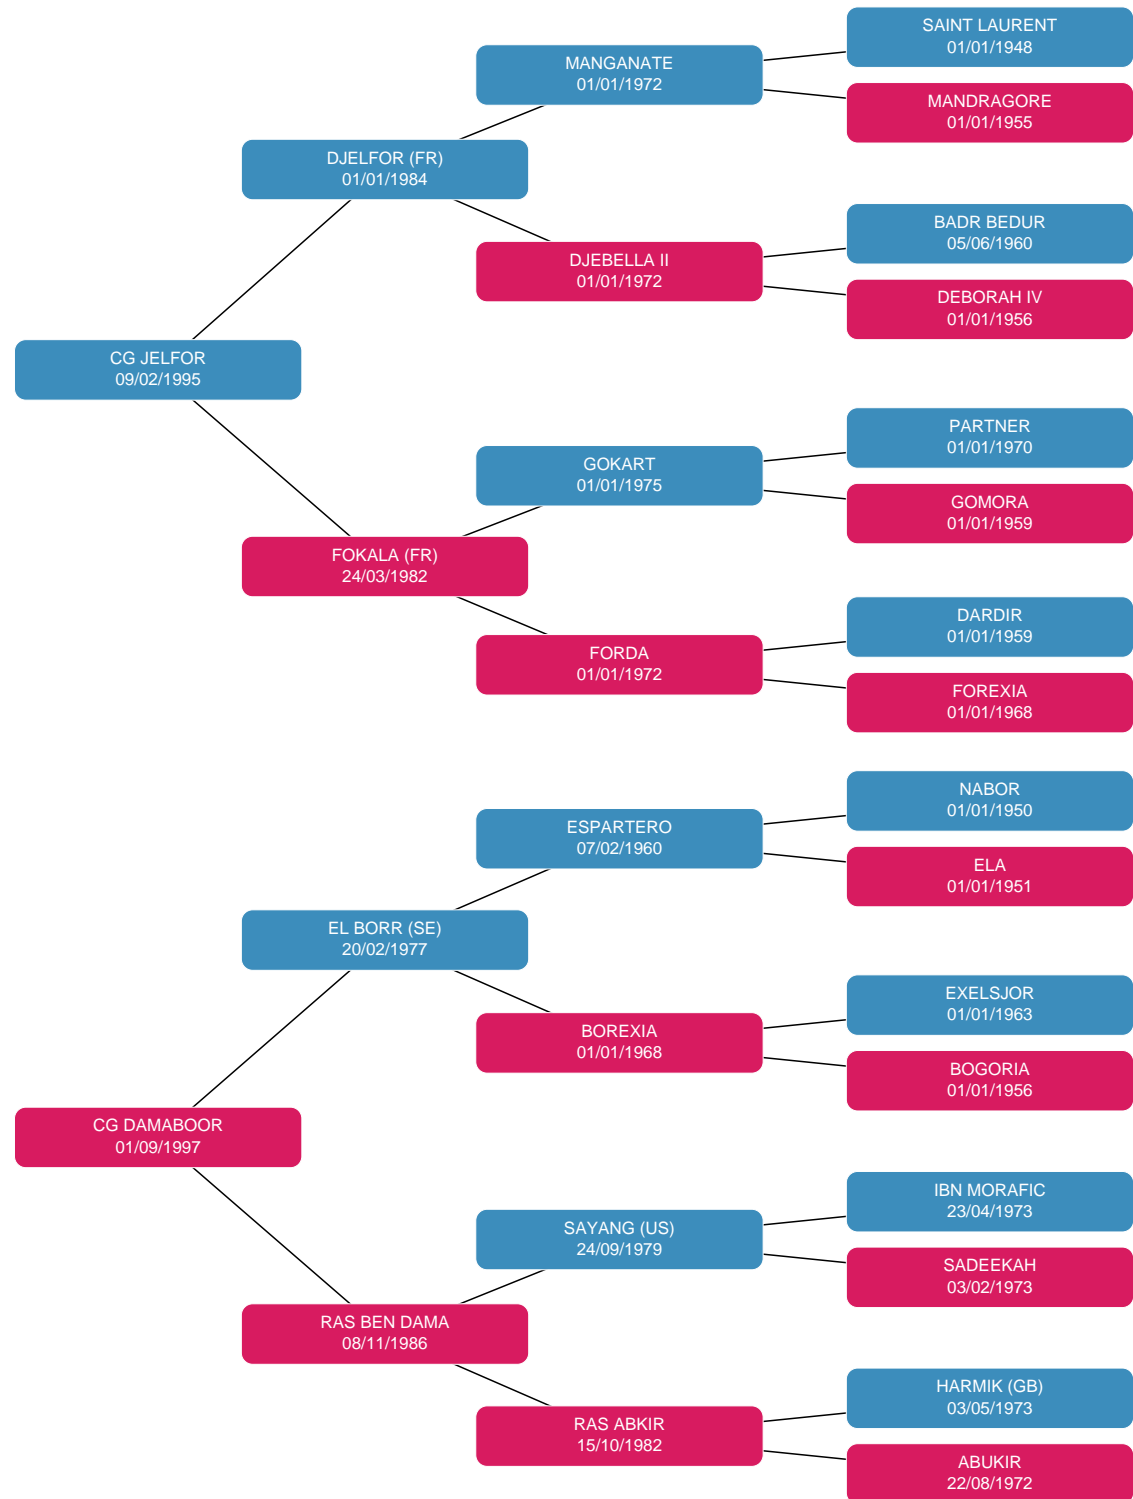 SAINT LAURENT
01/01/1948
MANGANATE
01/01/1972
MANDRAGORE
01/01/1955
DJELFOR (FR)
01/01/1984
BADR BEDUR
05/06/1960
DJEBELLA II
01/01/1972
DEBORAH IV
01/01/1956
CG JELFOR
09/02/1995
PARTNER
01/01/1970
GOKART
01/01/1975
GOMORA
01/01/1959
FOKALA (FR)
24/03/1982
DARDIR
01/01/1959
FORDA
01/01/1972
FOREXIA
01/01/1968
NABOR
01/01/1950
ESPARTERO
07/02/1960
ELA
01/01/1951
EL BORR (SE)
20/02/1977
EXELSJOR
01/01/1963
BOREXIA
01/01/1968
BOGORIA
01/01/1956
CG DAMABOOR
01/09/1997
IBN MORAFIC
23/04/1973
SAYANG (US)
24/09/1979
SADEEKAH
03/02/1973
RAS BEN DAMA
08/11/1986
HARMIK (GB)
03/05/1973
RAS ABKIR
15/10/1982
ABUKIR
22/08/1972